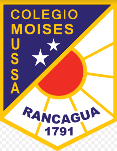 COLEGIO
MOISES
MUSSA
RANCAGUA
1791